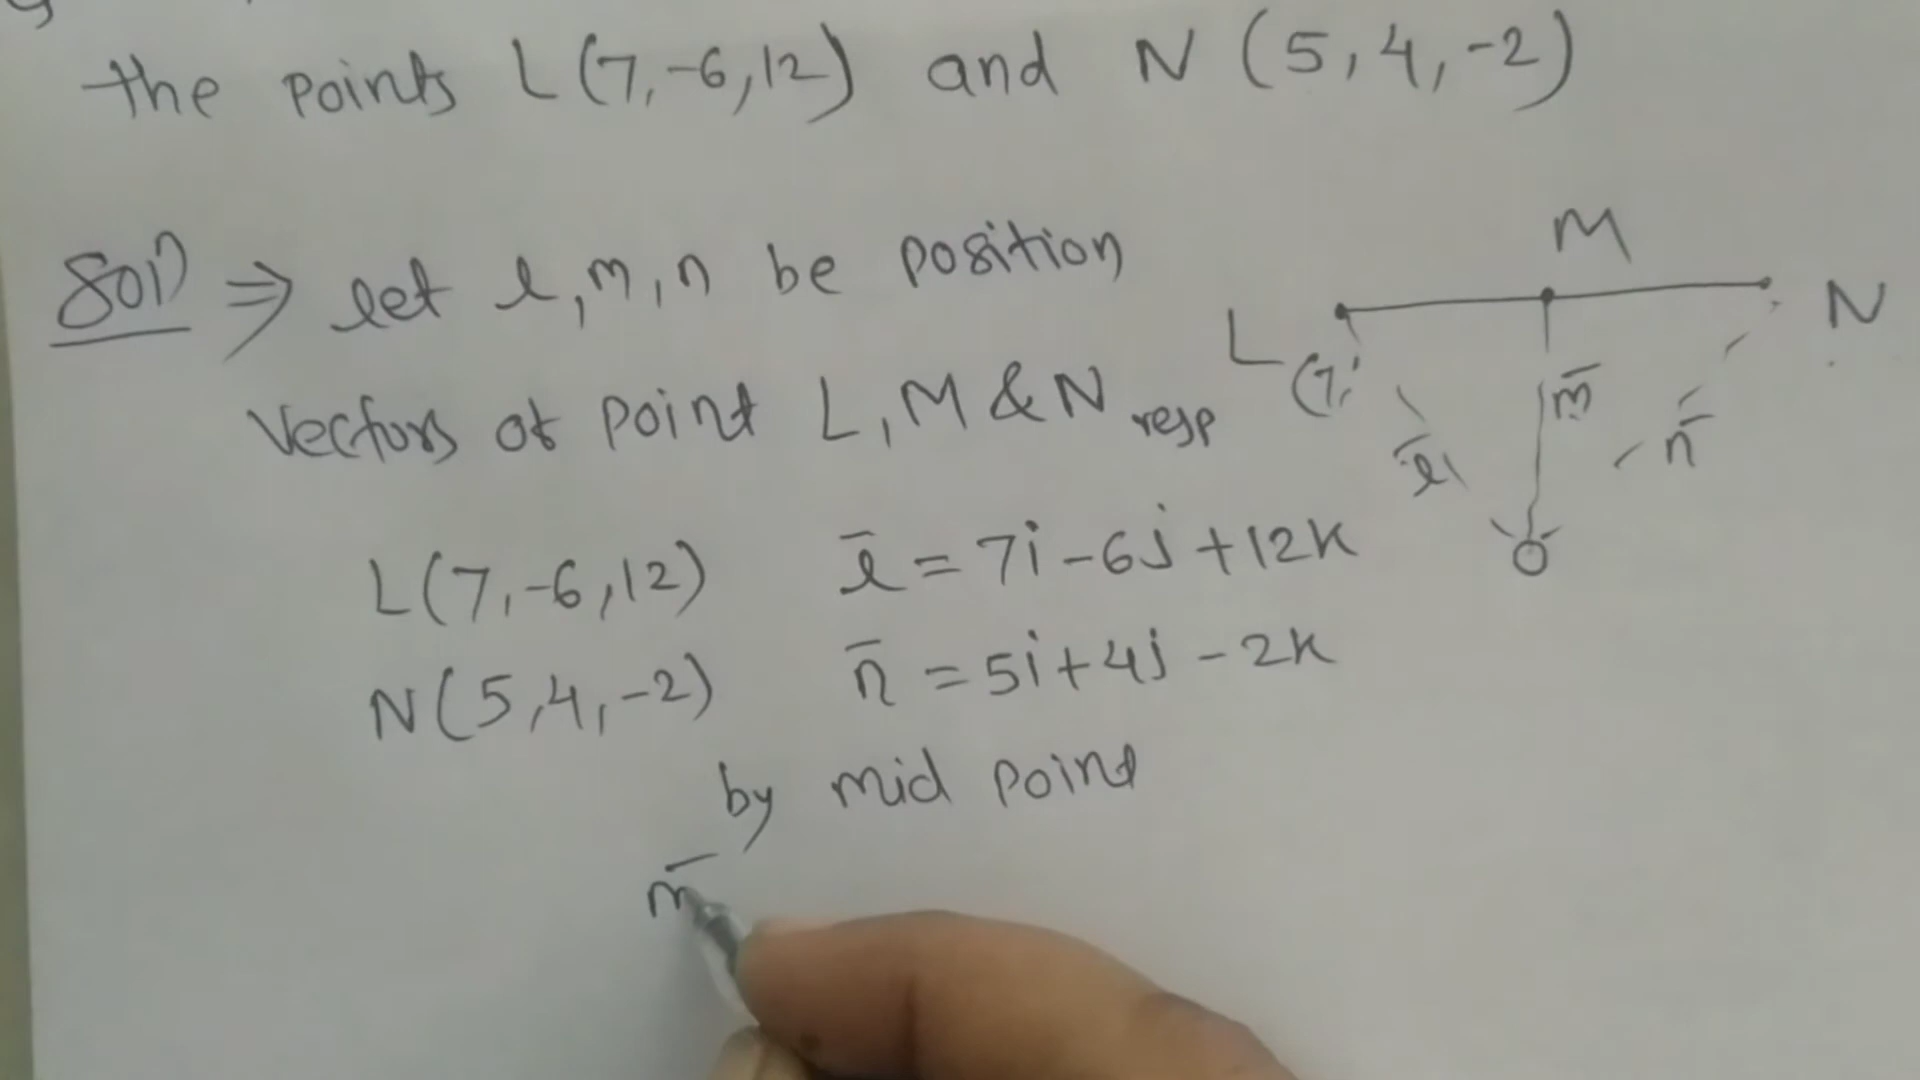 the points L(7,-6,12) and N (5,4,-2)
Sol⁠n ⇒ let l,m,n be position
Vectors of point L,M & N resp
L(7,-6,12) l̄ = 7i-6j+12k
N(5,4,-2) n̄ = 5i+4j-2k
by mid point
m̄
M
L N
(7,
m̄
l̄ n̄
O